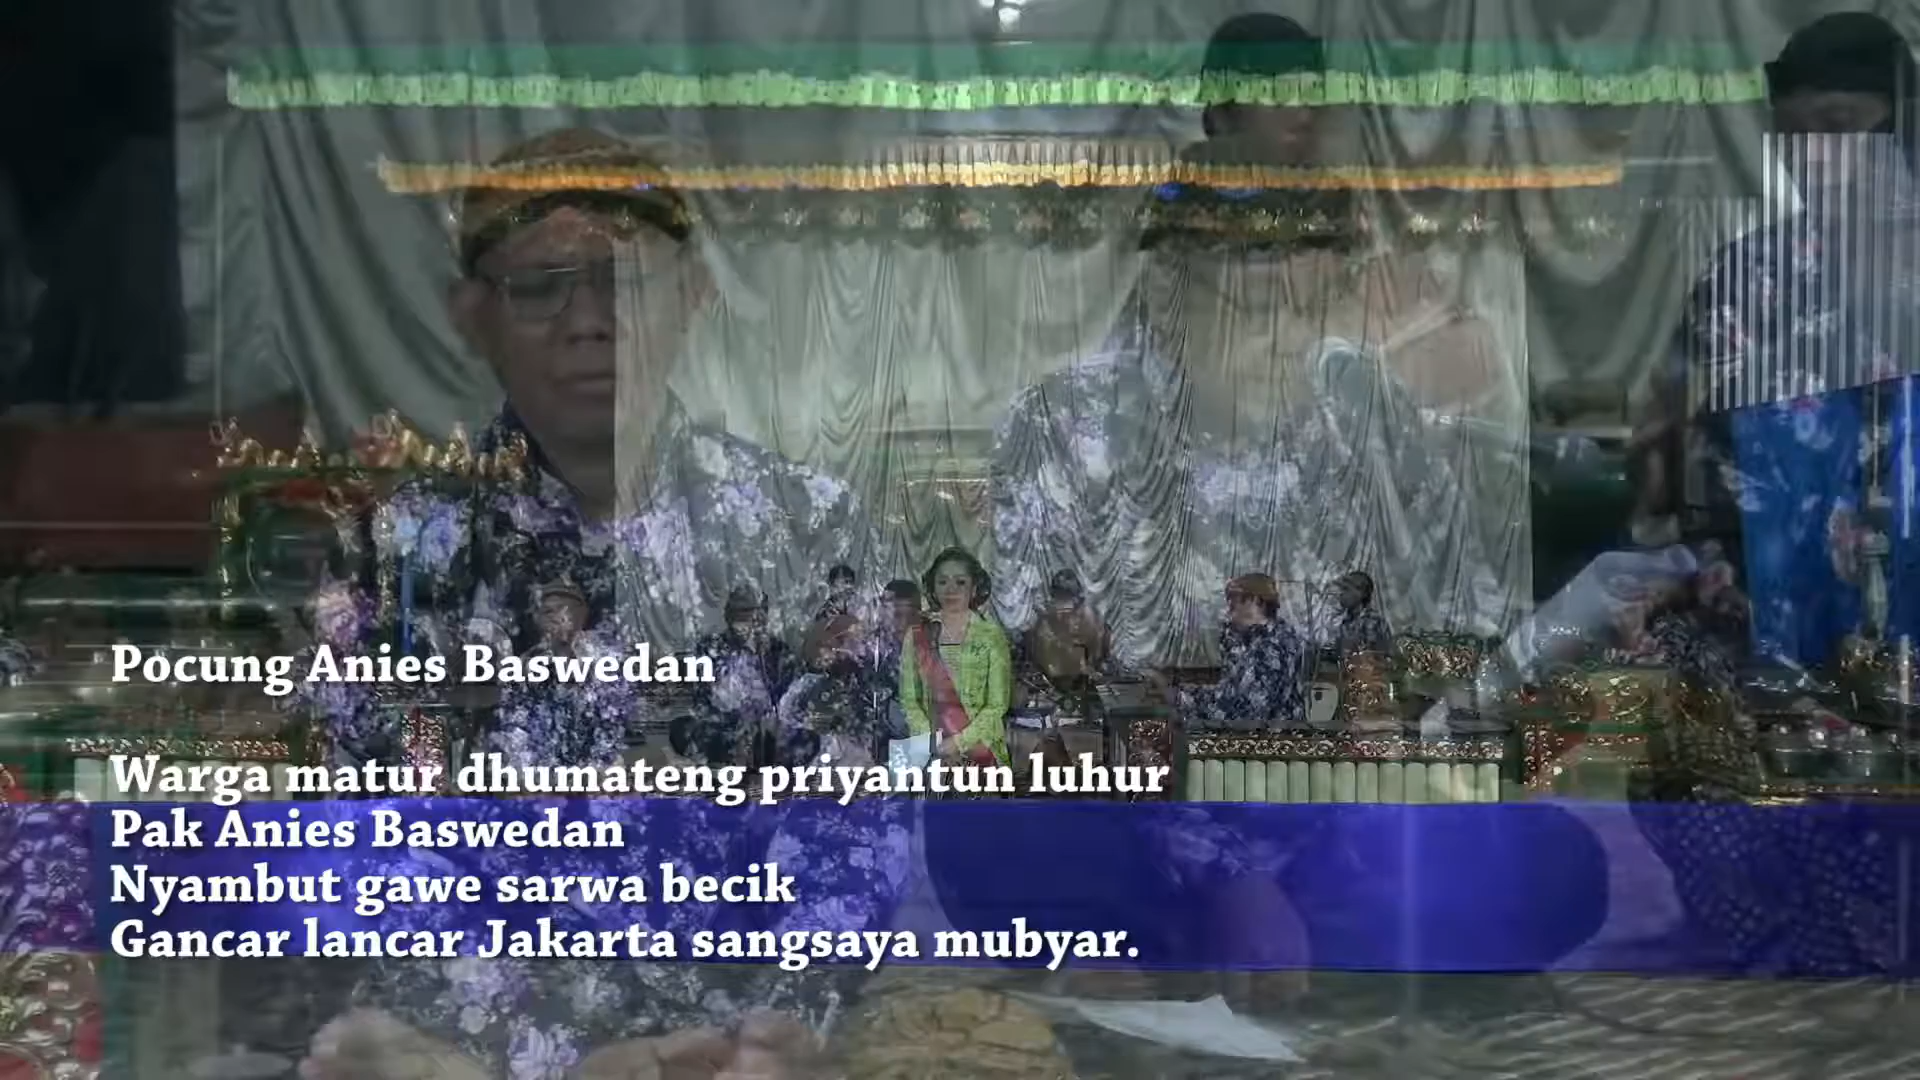 Pocung Anies Baswedan
Warga matur dhumateng priyantun luhur
Pak Anies Baswedan
Nyambut gawe sarwa becik
Gancar lancar Jakarta sangsaya mubyar.